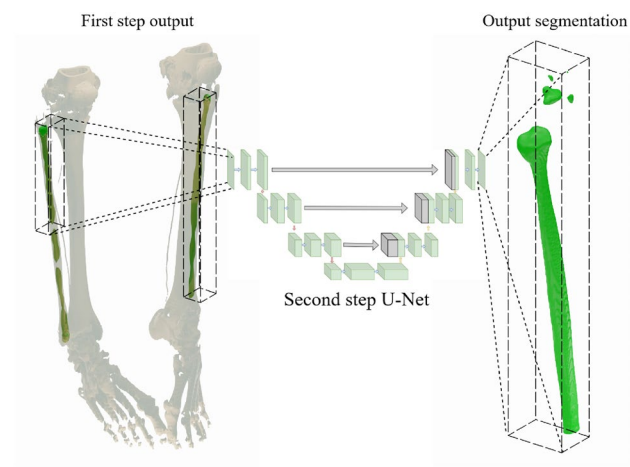 First step output
Output segmentation
Second step U-Net